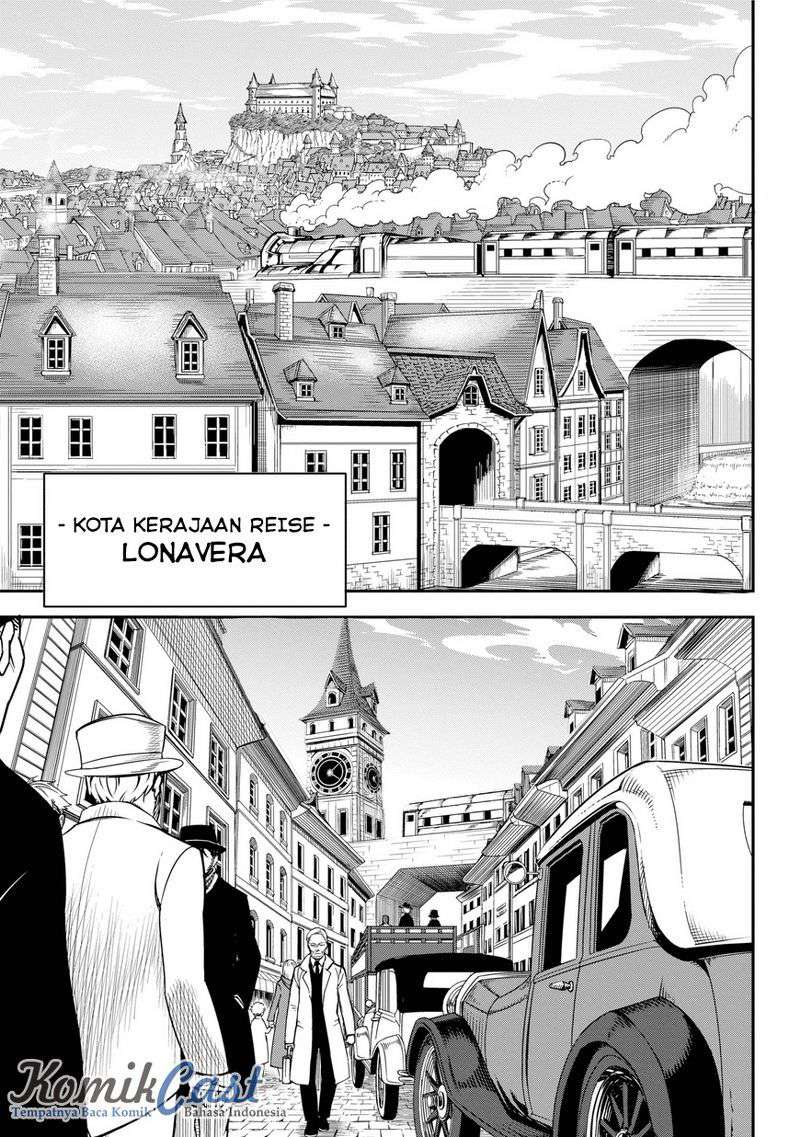 - KOTA KERAJAAN REISE -
LONAVERA
KomikCast
Tempatnya Baca Komik Bahasa Indonesia